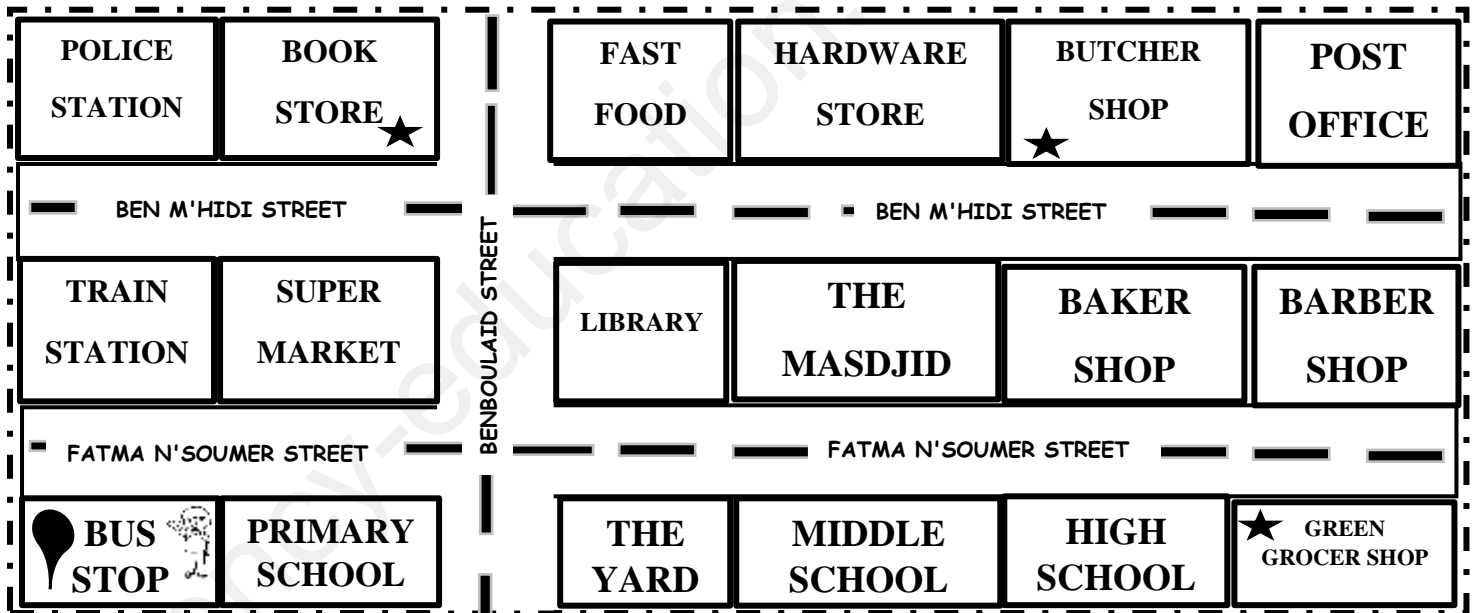 POLICE
STATION
BOOK
STORE
FAST
FOOD
HARDWARE
STORE
BUTCHER
SHOP
POST
OFFICE
BEN M'HIDI STREET
BEN M'HIDI STREET
BENBOULAID STREET
TRAIN
STATION
SUPER
MARKET
LIBRARY
THE
MASDJID
BAKER
SHOP
BARBER
SHOP
FATMA N'SOUMER STREET
FATMA N'SOUMER STREET
BUS
STOP
PRIMARY
SCHOOL
THE
YARD
MIDDLE
SCHOOL
HIGH
SCHOOL
GREEN
GROCER SHOP
ency-education.